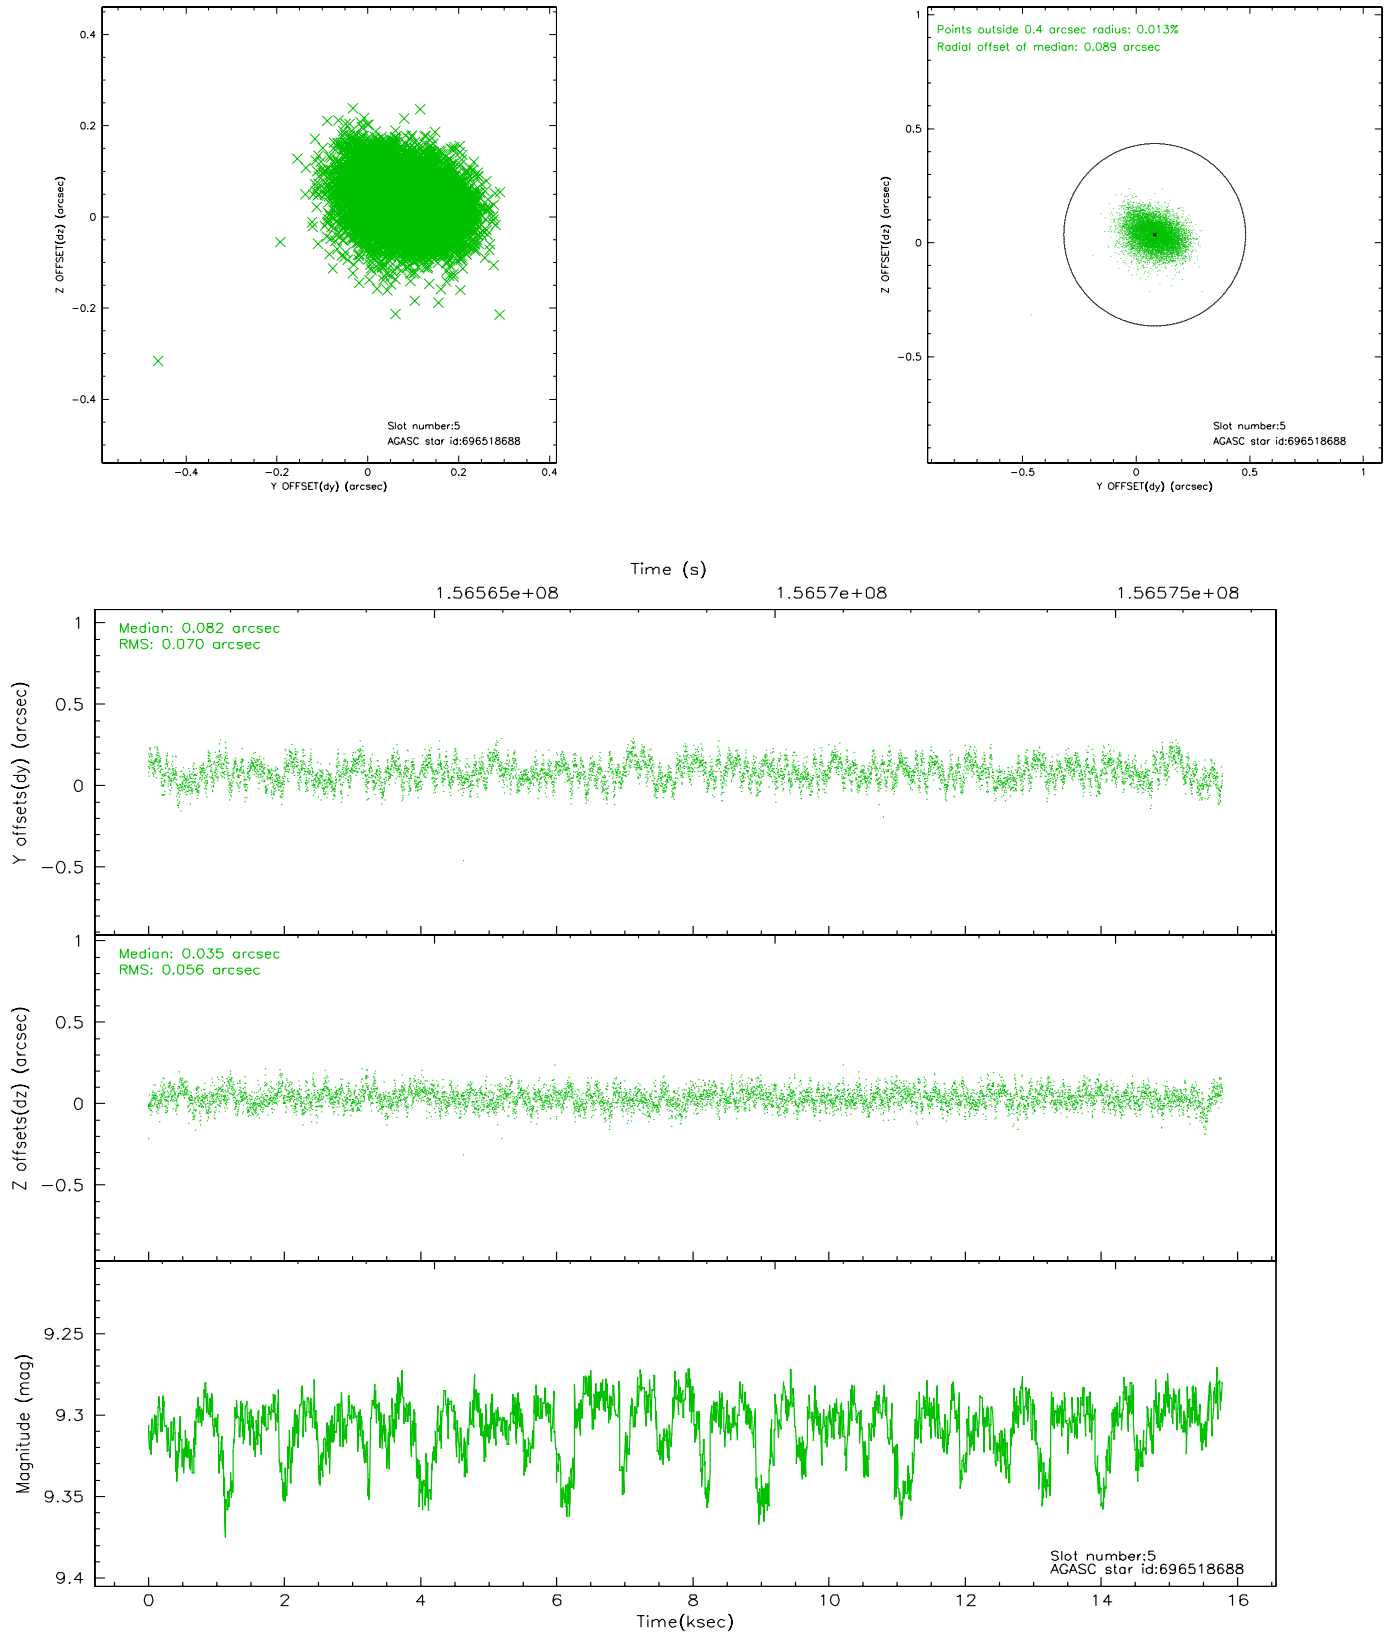 0.4
0.2
0
−0.2
−0.4
Z OFFSET(dz) (arcsec)
Slot number:5
AGASC star id:696518688
−0.4 −0.2 0 0.2 0.4
Y OFFSET(dy) (arcsec)
Points outside 0.4 arcsec radius: 0.013%
Radial offset of median: 0.089 arcsec
1
0.5
0
−0.5
Z OFFSET(dz) (arcsec)
Slot number:5
AGASC star id:696518688
−0.5 0 0.5 1
Y OFFSET(dy) (arcsec)
Time (s)
1.56565e+08 1.5657e+08 1.56575e+08
Median: 0.082 arcsec
RMS: 0.070 arcsec
1
0.5
0
−0.5
Y offsets(dy) (arcsec)
Median: 0.035 arcsec
RMS: 0.056 arcsec
1
0.5
0
−0.5
Z offsets(dz) (arcsec)
9.25
9.3
9.35
9.4
Magnitude (mag)
Slot number:5
AGASC star id:696518688
0 2 4 6 8 10 12 14 16
Time(ksec)